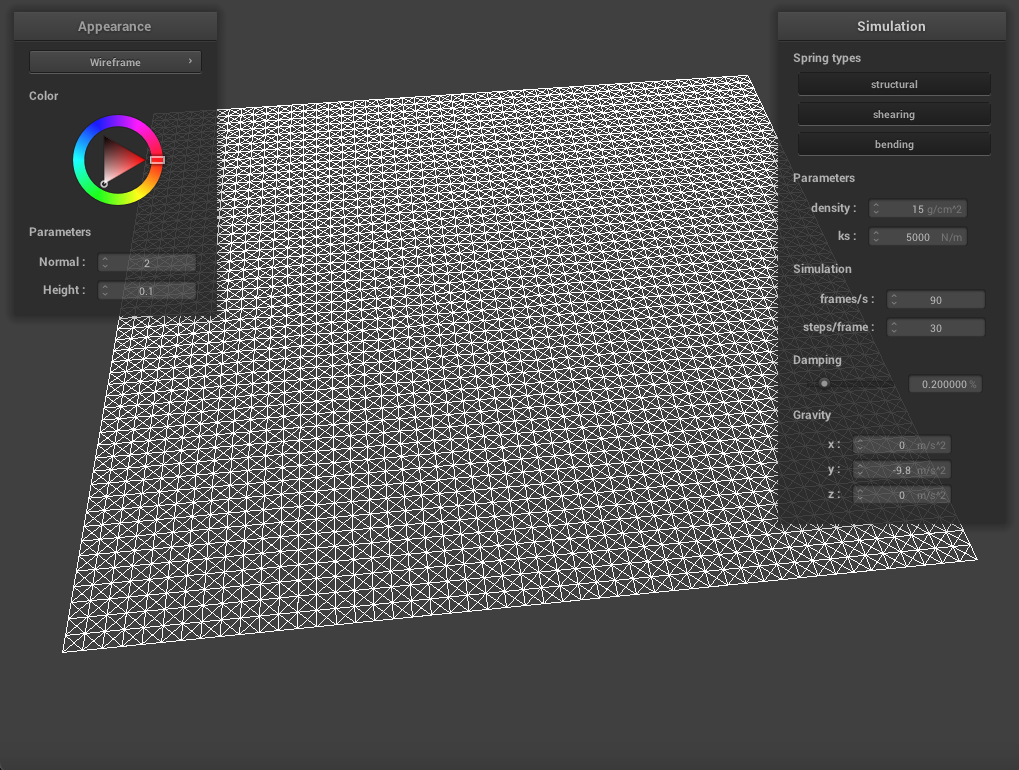 Appearance
Wireframe
Color
Parameters
Normal : 2
Height : 0.1
Simulation
Spring types
structural
shearing
bending
Parameters
density : 15 g/cm^2
ks : 5000 N/m
Simulation
frames/s : 90
steps/frame : 30
Damping
0.200000 %
Gravity
x : 0 m/s^2
y : -9.8 m/s^2
z : 0 m/s^2